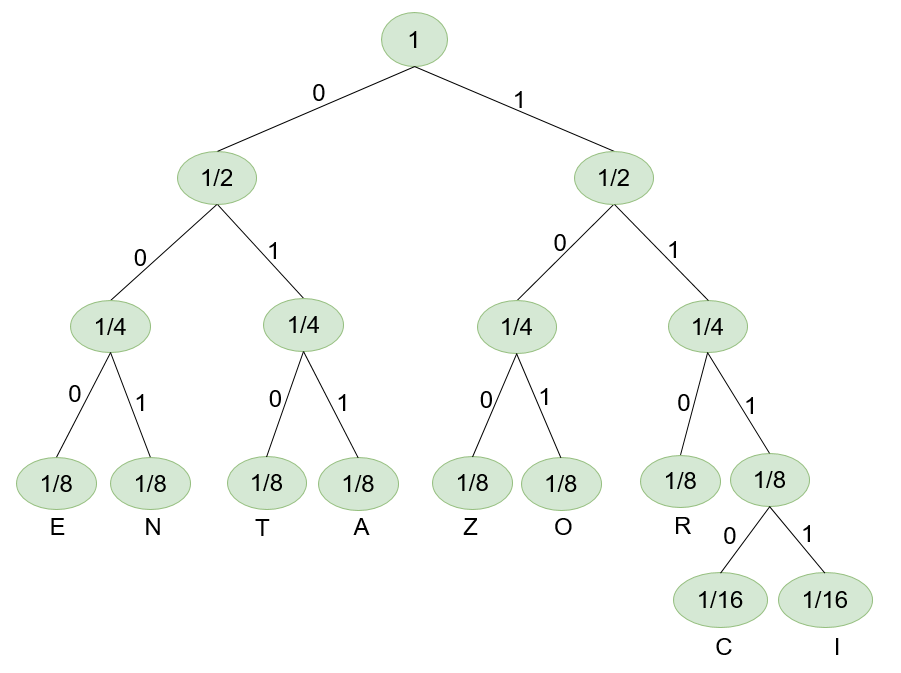 1
0 1
1/2 1/2
0 1 0 1
1/4 1/4 1/4 1/4
0 1 0 1 0 1 0 1
1/8 1/8 1/8 1/8 1/8 1/8 1/8 1/8
E N T A Z O R
0 1
1/16 1/16
C I